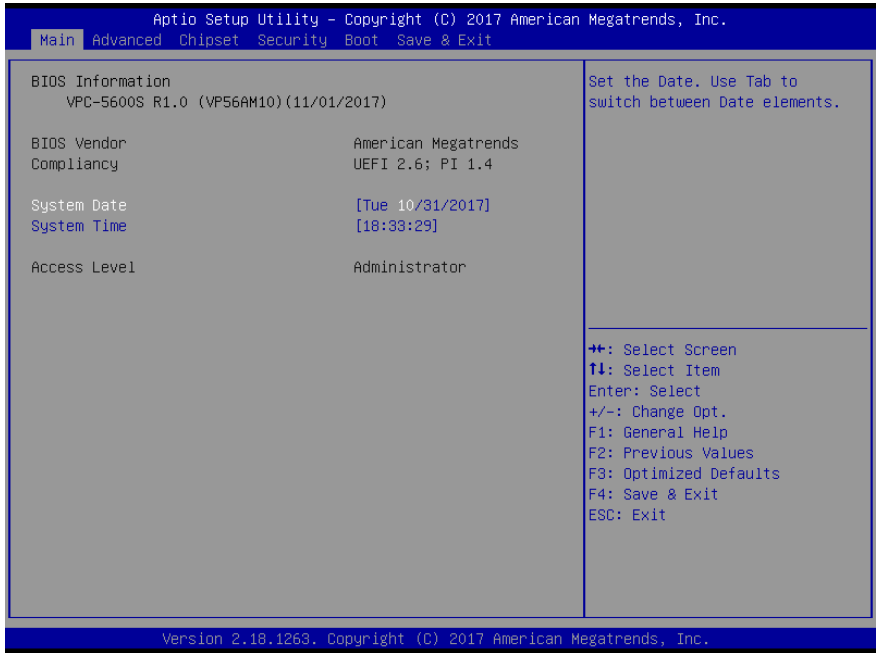 Aptio Setup Utility – Copyright (C) 2017 American Megatrends, Inc.
Main Advanced Chipset Security Boot Save & Exit
BIOS Information
VPC-5600S R1.0 (VP56AM10)(11/01/2017)
BIOS Vendor American Megatrends
Compliancy UEFI 2.6; PI 1.4
System Date [Tue 10/31/2017]
System Time [18:33:29]
Access Level Administrator
Set the Date. Use Tab to
switch between Date elements.
→←: Select Screen
↑↓: Select Item
Enter: Select
+/-: Change Opt.
F1: General Help
F2: Previous Values
F3: Optimized Defaults
F4: Save & Exit
ESC: Exit
Version 2.18.1263. Copyright (C) 2017 American Megatrends, Inc.